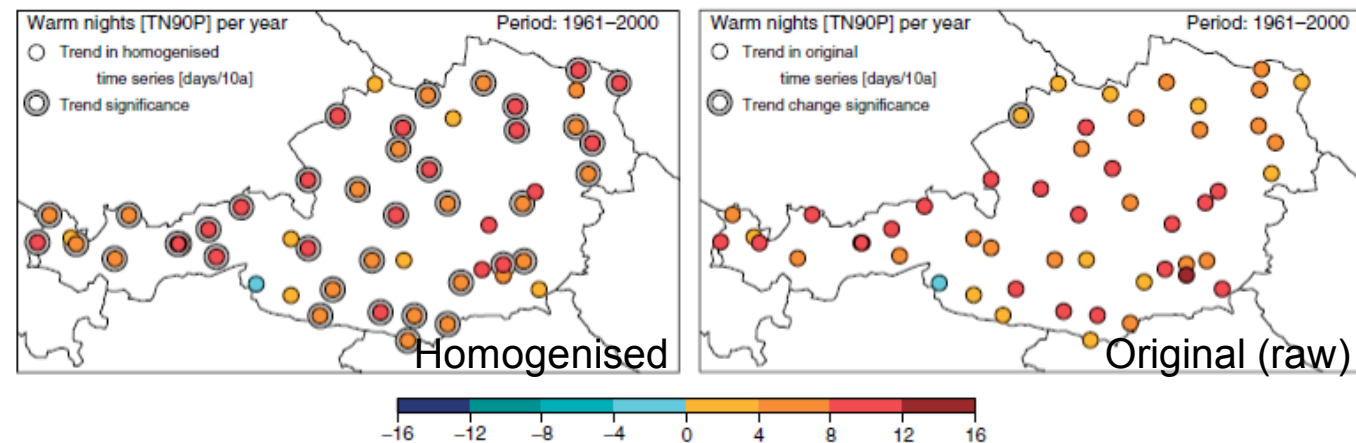 Warm nights [TN90P] per year Period: 1961–2000
Trend in homogenised
time series [days/10a]
Trend significance
Homogenised
Warm nights [TN90P] per year Period: 1961–2000
Trend in original
time series [days/10a]
Trend change significance
Original (raw)
−16 −12 −8 −4 0 4 8 12 16